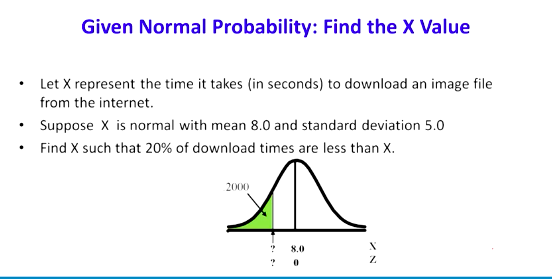 Given Normal Probability: Find the X Value
• Let X represent the time it takes (in seconds) to download an image file
from the internet.
• Suppose X is normal with mean 8.0 and standard deviation 5.0
• Find X such that 20% of download times are less than X.
2000
? 8.0 X
? 0 Z